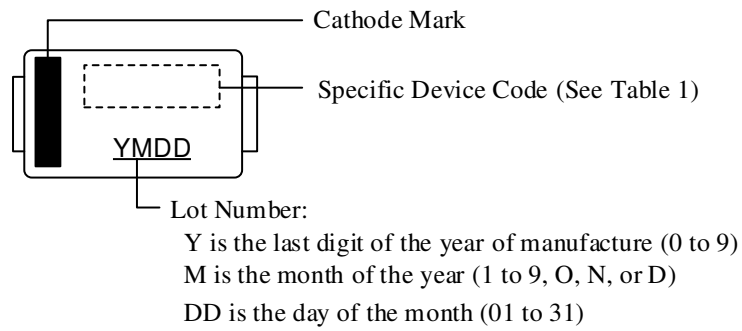 Cathode Mark
Specific Device Code (See Table 1)
YMDD
Lot Number:
Y is the last digit of the year of manufacture (0 to 9)
M is the month of the year (1 to 9, O, N, or D)
DD is the day of the month (01 to 31)